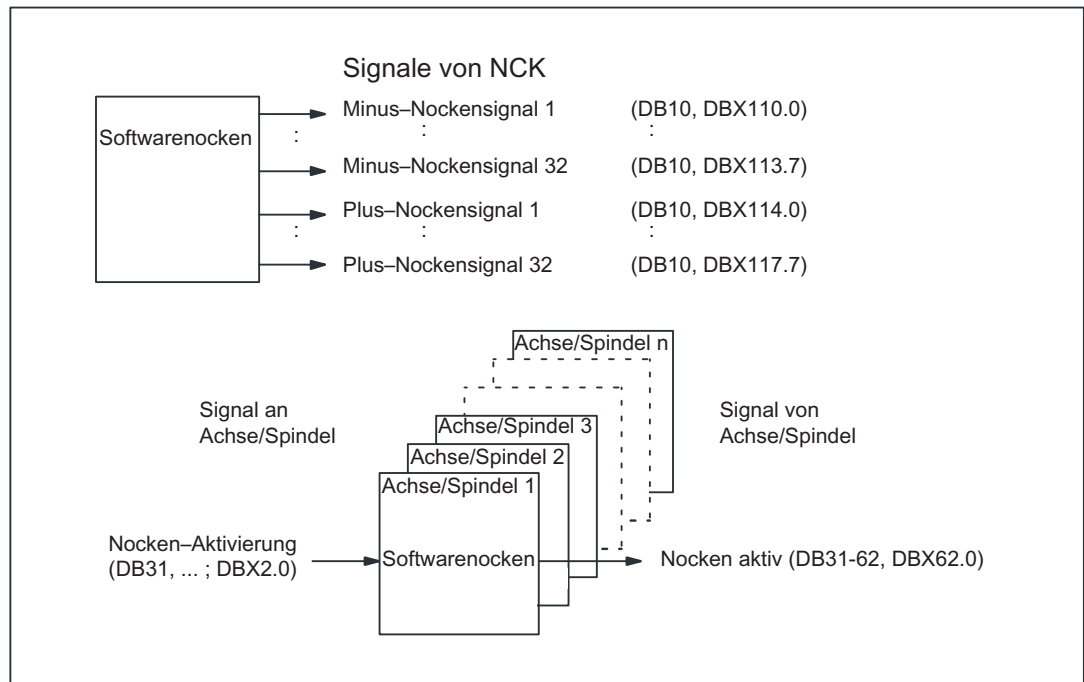 Signale von NCK
Softwarenocken
Minus–Nockensignal 1 (DB10, DBX110.0)
: : :
Minus–Nockensignal 32 (DB10, DBX113.7)
Plus–Nockensignal 1 (DB10, DBX114.0)
: : :
Plus–Nockensignal 32 (DB10, DBX117.7)
Achse/Spindel n
Signal an
Achse/Spindel
Achse/Spindel 3
Achse/Spindel 2
Achse/Spindel 1
Signal von
Achse/Spindel
Nocken–Aktivierung
(DB31, ... ; DBX2.0)
Softwarenocken
Nocken aktiv (DB31-62, DBX62.0)